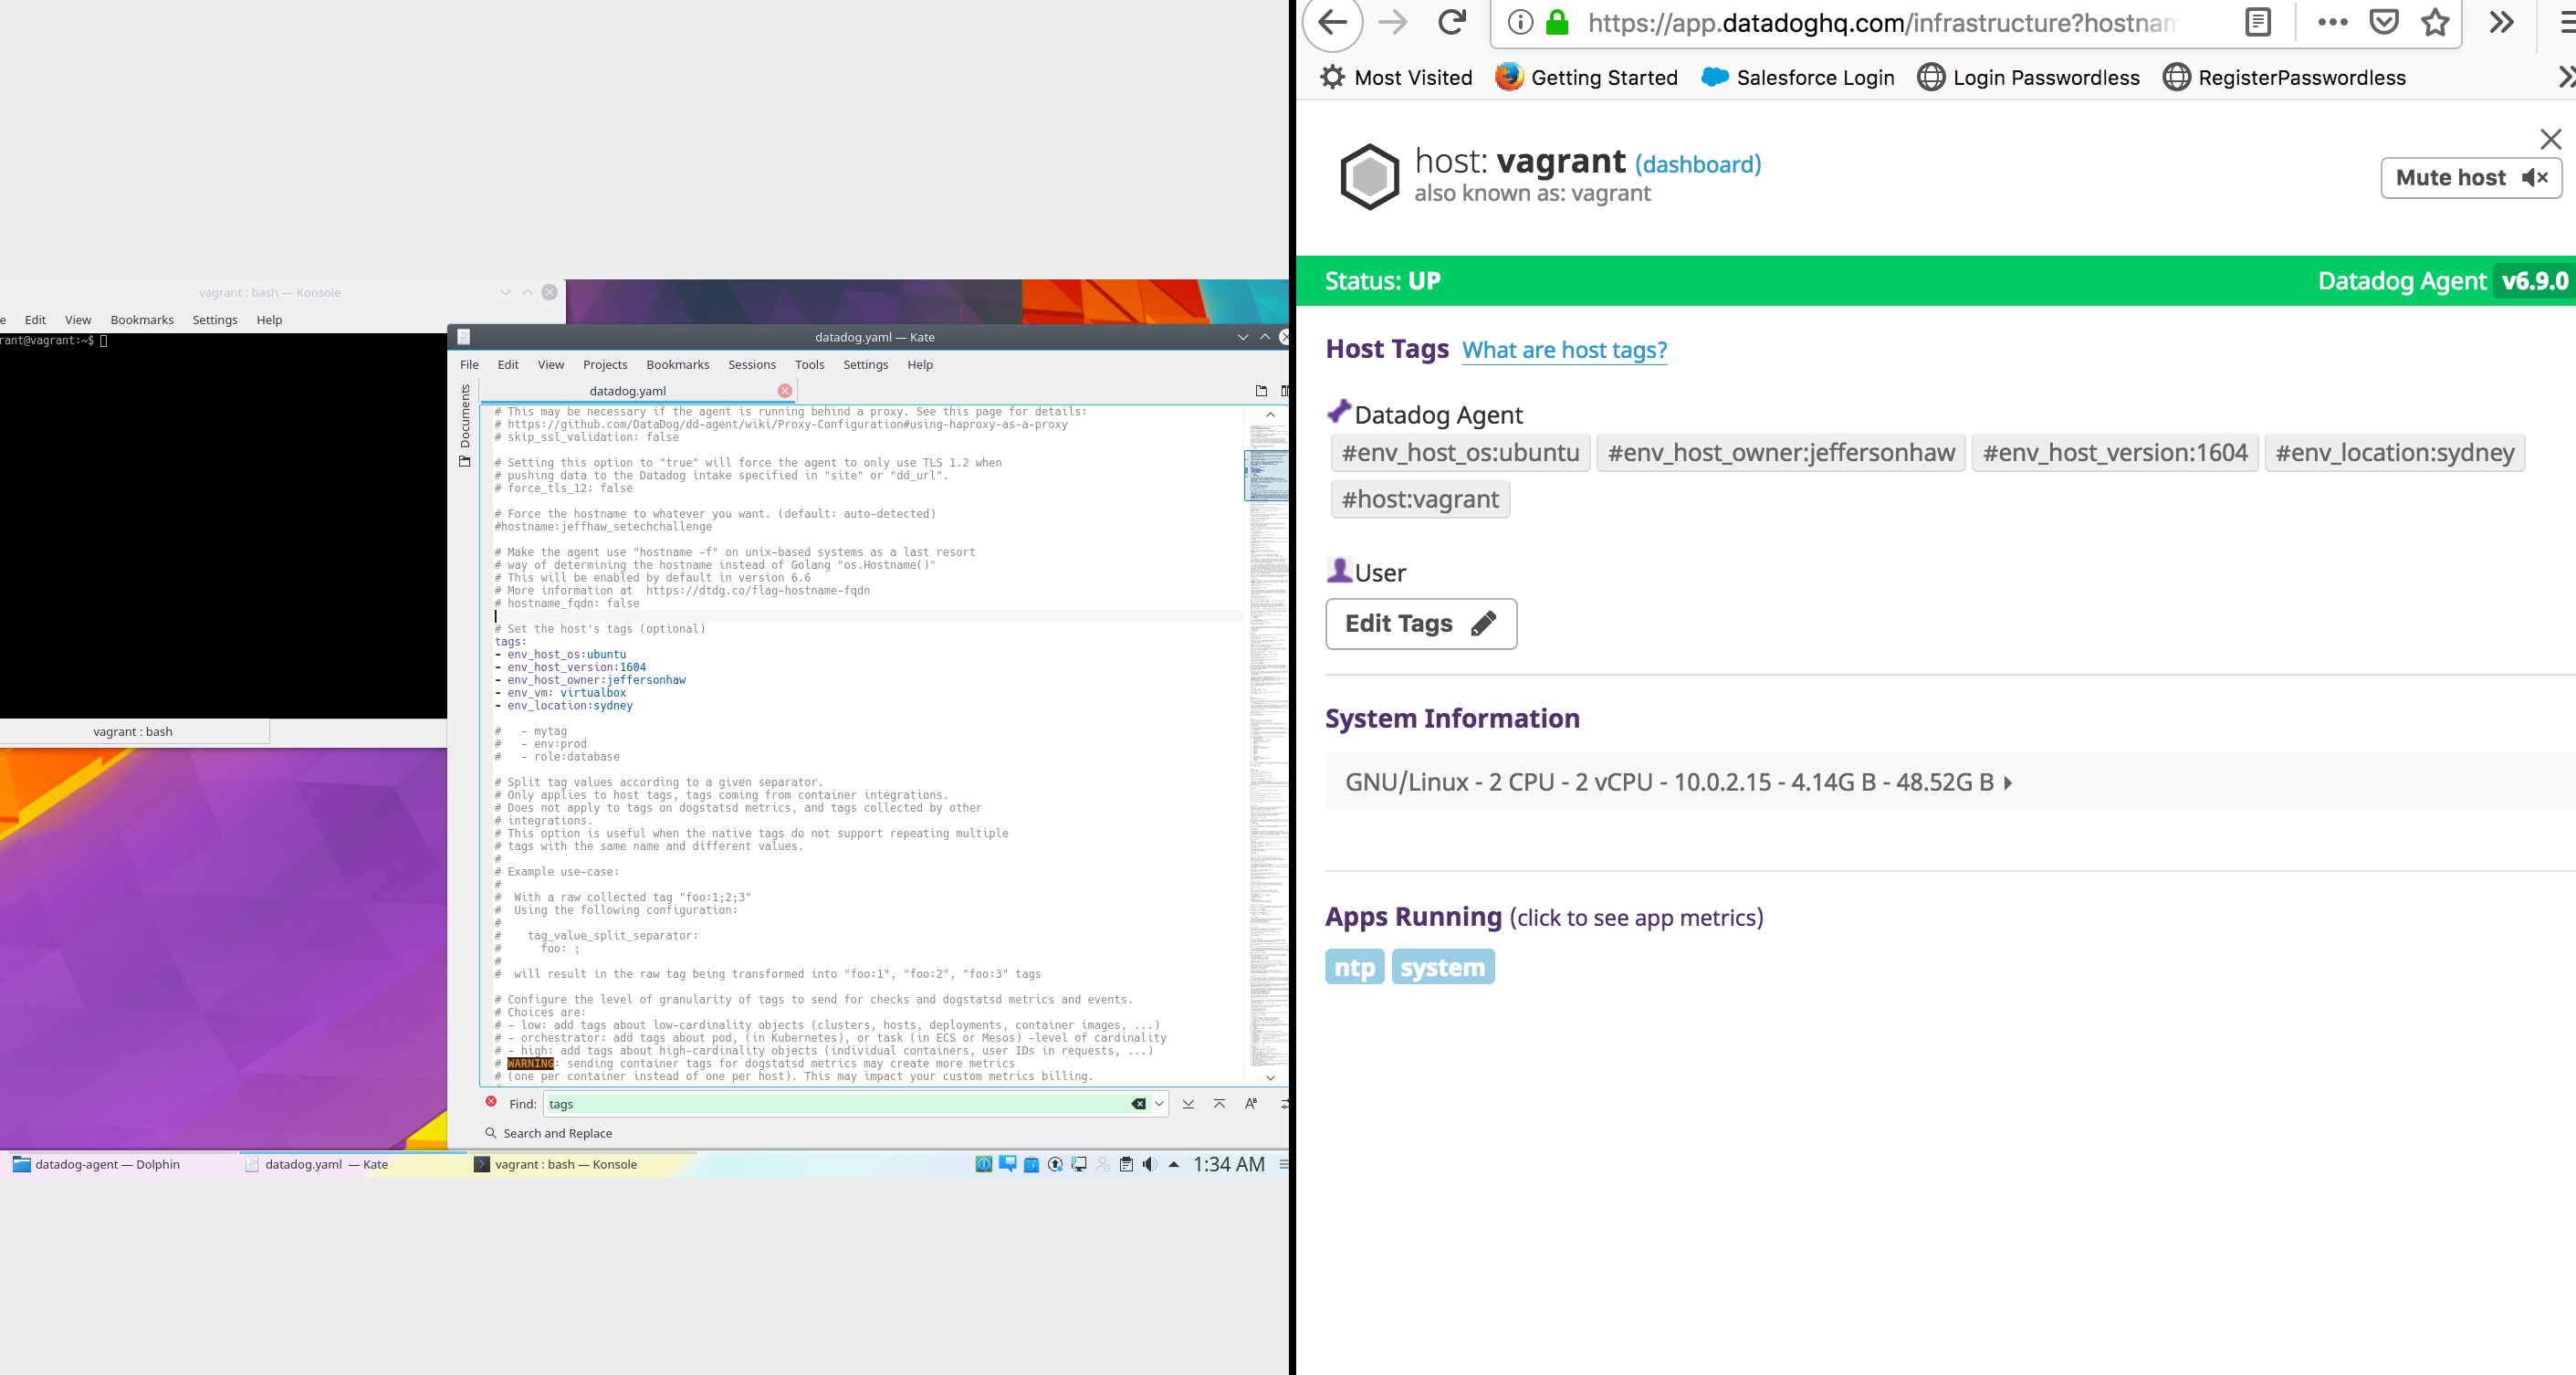 vagrant : bash — Konsole
e Edit View Bookmarks Settings Help
rant@vagrant:~$
vagrant : bash
datadog.yaml — Kate
File Edit View Projects Bookmarks Sessions Tools Settings Help
Documents
datadog.yaml
# This may be necessary if the agent is running behind a proxy. See this page for details:
# https://github.com/DataDog/dd-agent/wiki/Proxy-Configuration#using-haproxy-as-a-proxy
# skip_ssl_validation: false
# Setting this option to "true" will force the agent to only use TLS 1.2 when
# pushing data to the Datadog intake specified in "site" or "dd_url".
# force_tls_12: false
# Force the hostname to whatever you want. (default: auto-detected)
#hostname:jeffhaw_setechchallenge
# Make the agent use "hostname -f" on unix-based systems as a last resort
# way of determining the hostname instead of Golang "os.Hostname()"
# This will be enabled by default in version 6.6
# More information at  https://dtdg.co/flag-hostname-fqdn
# hostname_fqdn: false
# Set the host's tags (optional)
tags:
- env_host_os:ubuntu
- env_host_version:1604
- env_host_owner:jeffersonhaw
- env_vm: virtualbox
- env_location:sydney
#   - mytag
#   - env:prod
#   - role:database
# Split tag values according to a given separator.
# Only applies to host tags, tags coming from container integrations.
# Does not apply to tags on dogstatsd metrics, and tags collected by other
# integrations.
# This option is useful when the native tags do not support repeating multiple
# tags with the same name and different values.
#
# Example use-case:
#
#  With a raw collected tag "foo:1;2;3"
#  Using the following configuration:
#
#    tag_value_split_separator:
#      foo: ;
#
#  will result in the raw tag being transformed into "foo:1", "foo:2", "foo:3" tags
# Configure the level of granularity of tags to send for checks and dogstatsd metrics and events.
# Choices are:
# - low: add tags about low-cardinality objects (clusters, hosts, deployments, container images, ...)
# - orchestrator: add tags about pod, (in Kubernetes), or task (in ECS or Mesos) -level of cardinality
# - high: add tags about high-cardinality objects (individual containers, user IDs in requests, ...)
# WARNING: sending container tags for dogstatsd metrics may create more metrics
# (one per container instead of one per host). This may impact your custom metrics billing.
Find: tags
Search and Replace
datadog-agent — Dolphin datadog.yaml — Kate vagrant : bash — Konsole 1:34 AM
https://app.datadoghq.com/infrastructure?hostnam
Most Visited Getting Started Salesforce Login Login Passwordless RegisterPasswordless
host: vagrant (dashboard)
also known as: vagrant
Mute host
Status: UP Datadog Agent v6.9.0
Host Tags What are host tags?
Datadog Agent
#env_host_os:ubuntu #env_host_owner:jeffersonhaw #env_host_version:1604 #env_location:sydney
#host:vagrant
User
Edit Tags
System Information
GNU/Linux - 2 CPU - 2 vCPU - 10.0.2.15 - 4.14G B - 48.52G B
Apps Running (click to see app metrics)
ntp system